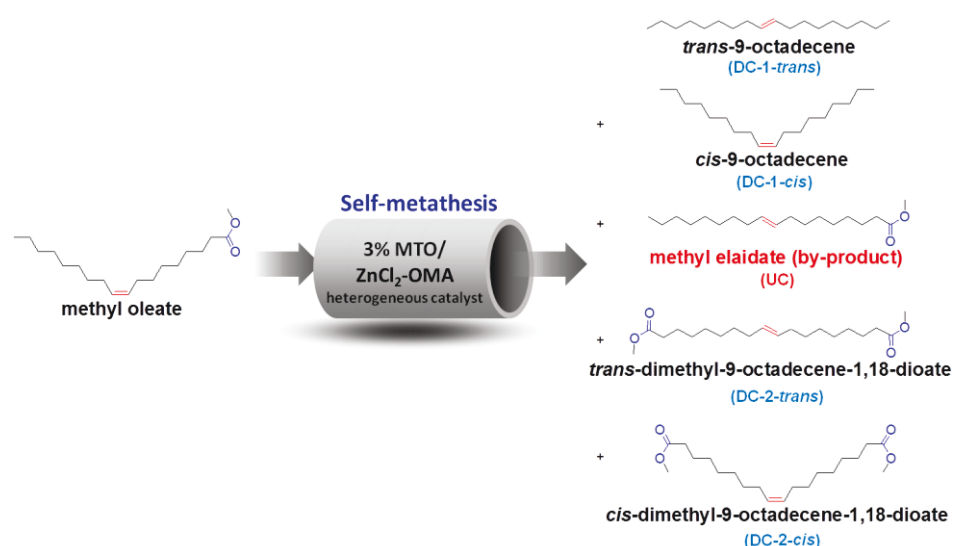 trans-9-octadecene
(DC-1-trans)
+
cis-9-octadecene
(DC-1-cis)
Self-metathesis
3% MTO/
ZnCl₂-OMA
heterogeneous catalyst
O
O
methyl oleate
+
O
O
methyl elaidate (by-product)
(UC)
+
O
O
O
O
trans-dimethyl-9-octadecene-1,18-dioate
(DC-2-trans)
+
O
O
O
O
cis-dimethyl-9-octadecene-1,18-dioate
(DC-2-cis)